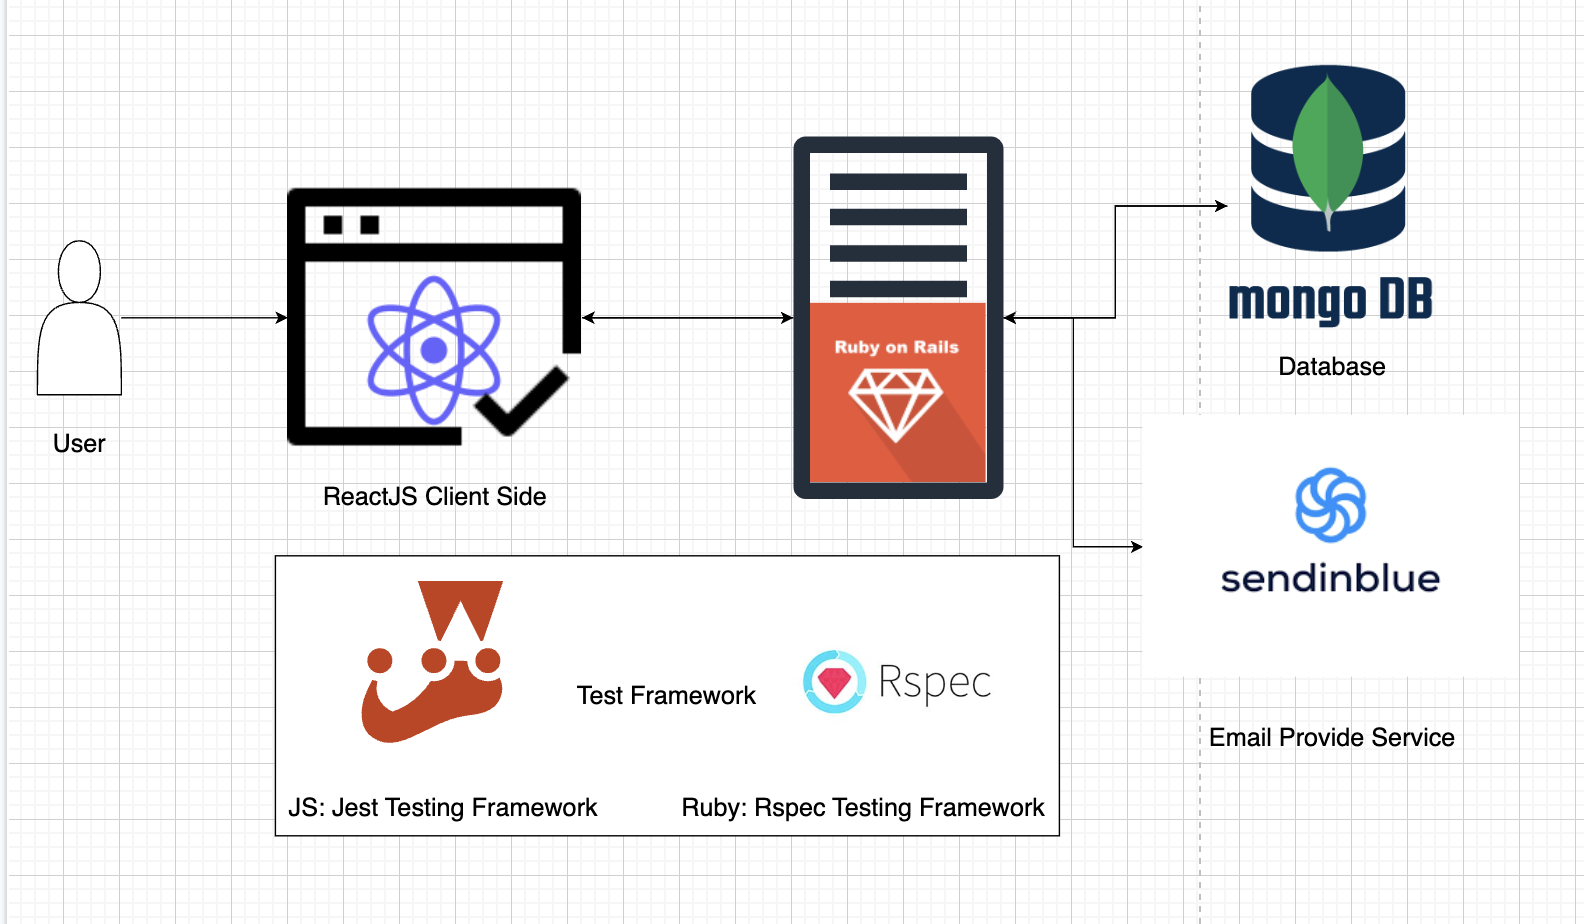 mongo DB
Database
Ruby on Rails
User
ReactJS Client Side
sendinblue
Email Provide Service
Test Framework
Rspec
JS: Jest Testing Framework
Ruby: Rspec Testing Framework